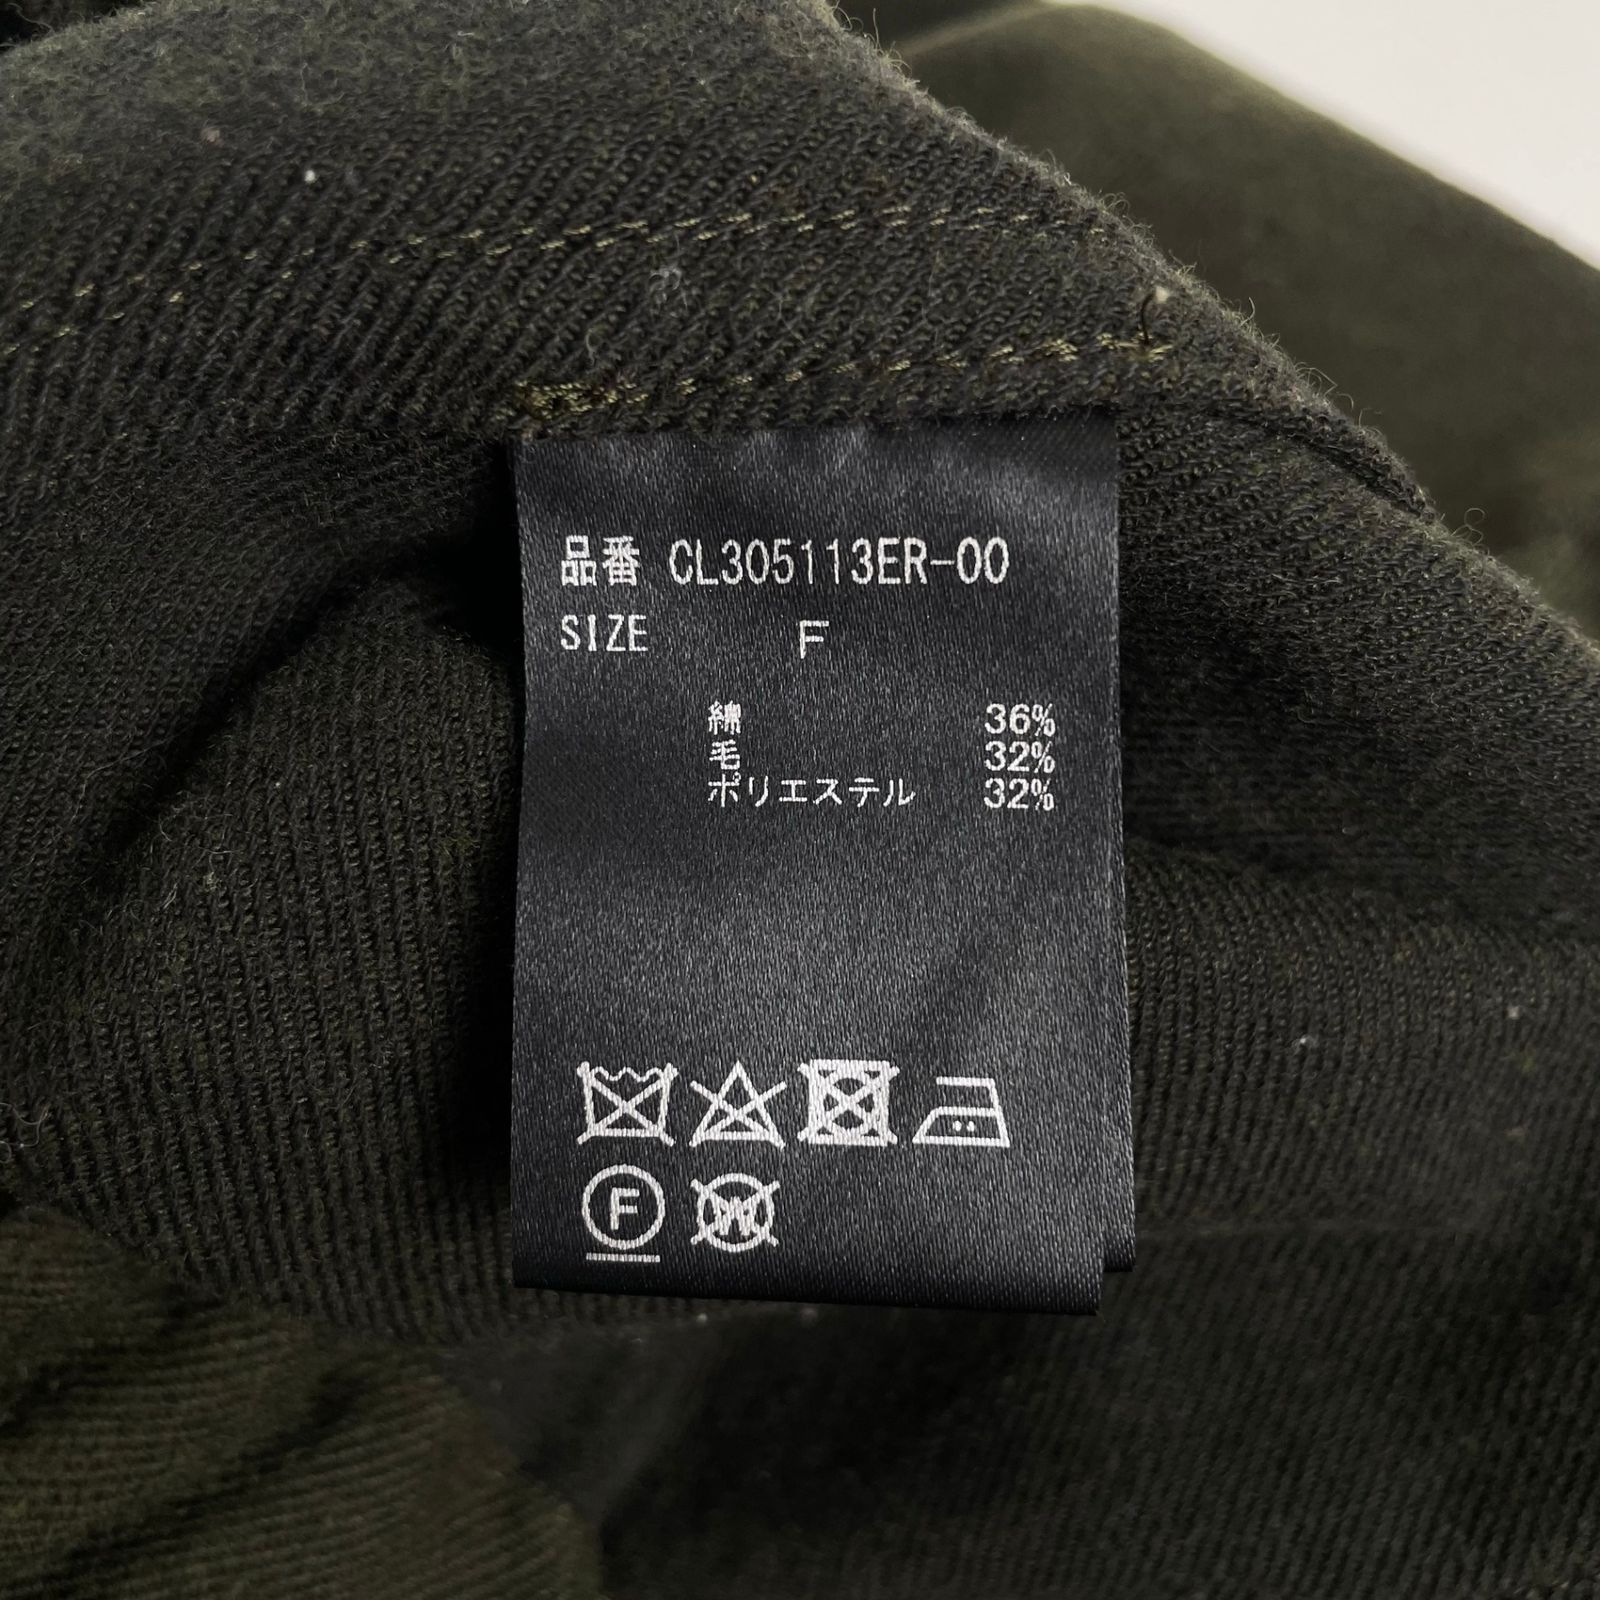 品番 CL305113ER-00
SIZE F
綿 36%
毛 32%
ポリエステル 32%
F W